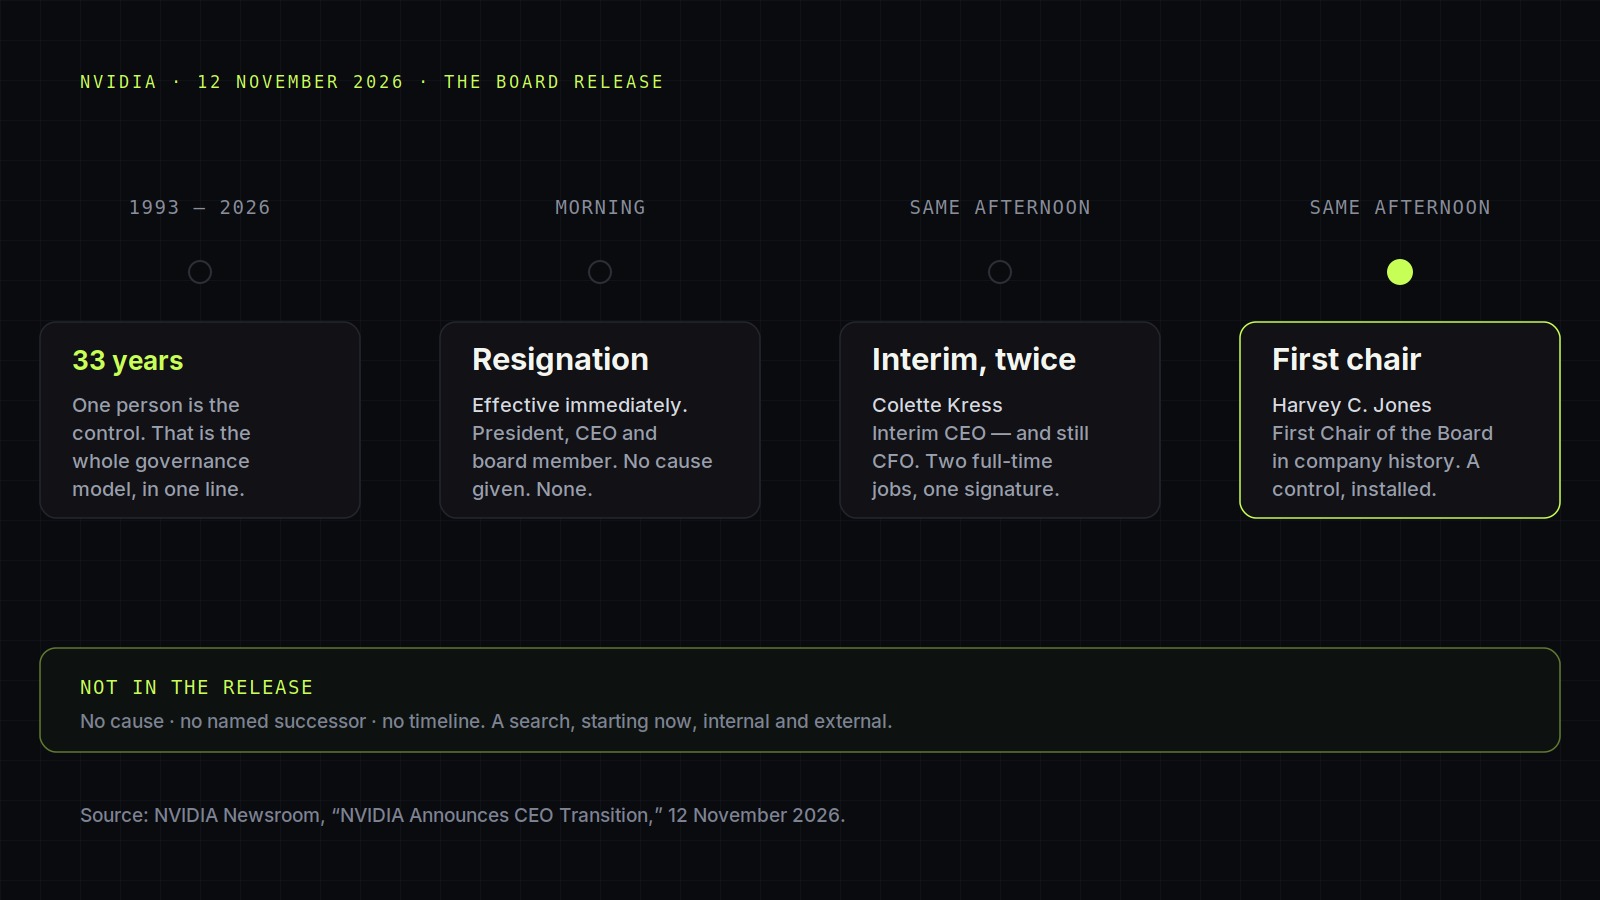 NVIDIA · 12 NOVEMBER 2026 · THE BOARD RELEASE
1993 — 2026
33 years
One person is the
control. That is the
whole governance
model, in one line.
MORNING
Resignation
Effective immediately.
President, CEO and
board member. No cause
given. None.
SAME AFTERNOON
Interim, twice
Colette Kress
Interim CEO — and still
CFO. Two full-time
jobs, one signature.
SAME AFTERNOON
First chair
Harvey C. Jones
First Chair of the Board
in company history. A
control, installed.
NOT IN THE RELEASE
No cause · no named successor · no timeline. A search, starting now, internal and external.
Source: NVIDIA Newsroom, “NVIDIA Announces CEO Transition,” 12 November 2026.